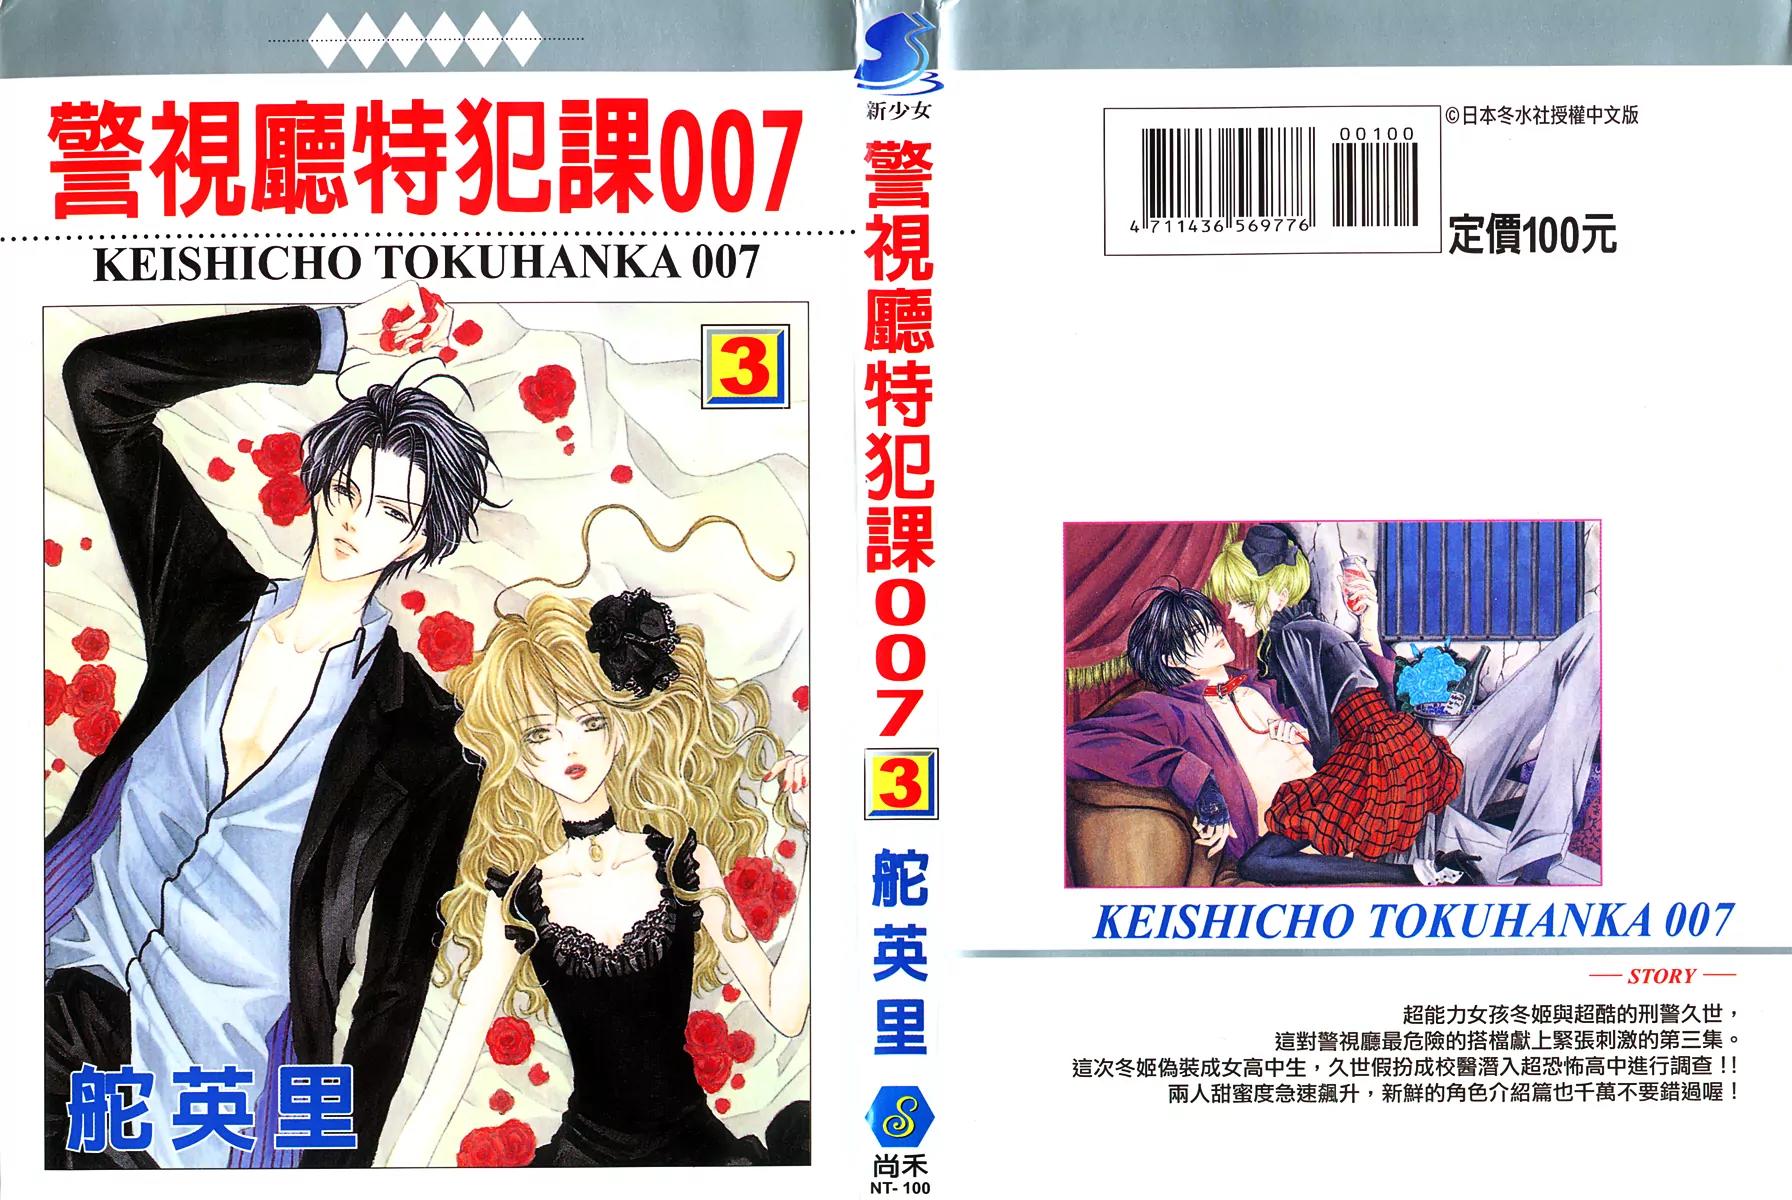 警視廳特犯課007
KEISHICHO TOKUHANKA 007
3
舵英里
新少女
警視廳特犯課007
3
舵英里
S
尚禾
NT- 100
00100
4 711436 569776
©日本冬水社授權中文版
定價100元
KEISHICHO TOKUHANKA 007
STORY
超能力女孩冬姬與超酷的刑警久世，
這對警視廳最危險的搭檔獻上緊張刺激的第三集。
這次冬姬偽裝成女高中生，久世假扮成校醫潛入超恐怖高中進行調查!!
兩人甜蜜度急速飆升，新鮮的角色介紹篇也千萬不要錯過喔！